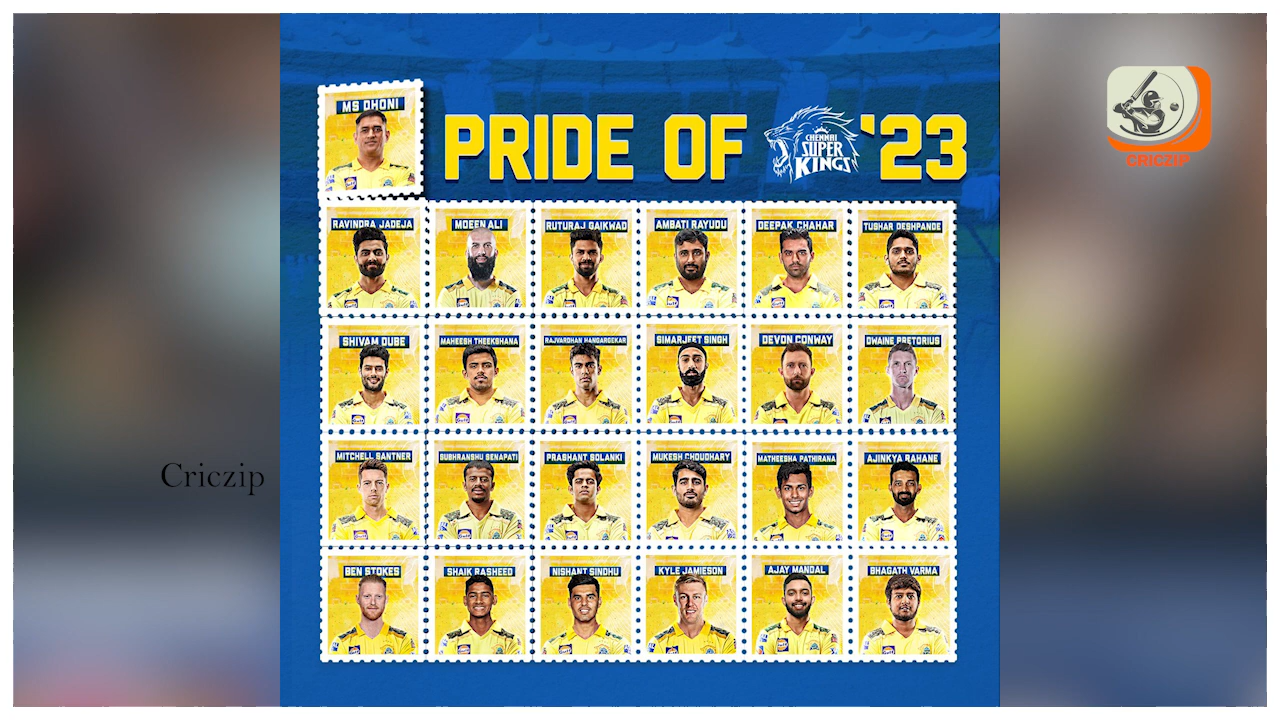 MS DHONI
PRIDE OF CHENNAI SUPER KINGS '23
CRICZIP
RAVINDRA JADEJA
MOEEN ALI
RUTURAJ GAIKWAD
AMBATI RAYUDU
DEEPAK CHAHAR
TUSHAR DESHPANDE
SHIVAM DUBE
MAHEESH THEEKSHANA
RAJVARDHAN HANGARGEKAR
SIMARJEET SINGH
DEVON CONWAY
DWAINE PRETORIUS
MITCHELL SANTNER
SUBHRANSHU SENAPATI
PRASHANT SOLANKI
MUKESH CHOUDHARY
MATHEESHA PATHIRANA
AJINKYA RAHANE
Criczip
BEN STOKES
SHAIK RASHEED
NISHANT SINDHU
KYLE JAMIESON
AJAY MANDAL
BHAGATH VARMA